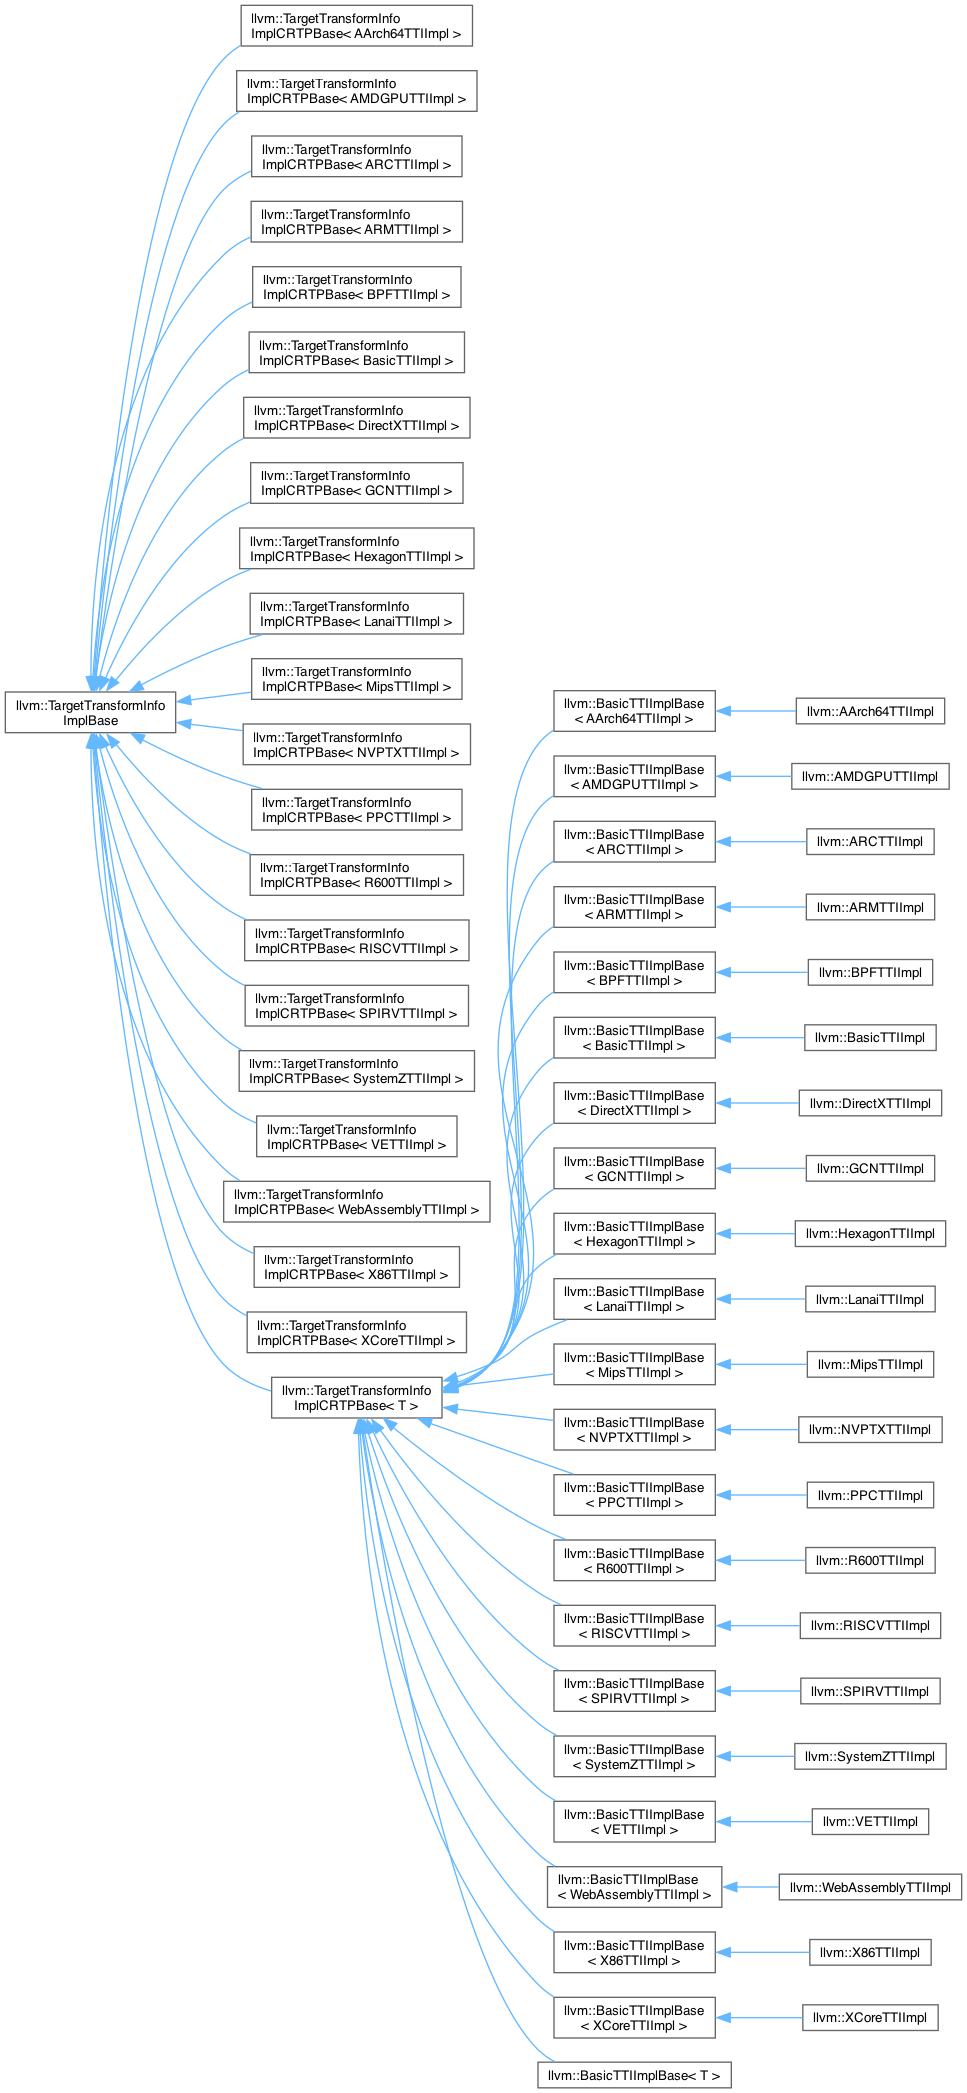 llvm::TargetTransformInfo
ImplCRTPBase< AArch64TTIImpl >
llvm::TargetTransformInfo
ImplCRTPBase< AMDGPUTTIImpl >
llvm::TargetTransformInfo
ImplCRTPBase< ARCTTIImpl >
llvm::TargetTransformInfo
ImplCRTPBase< ARMTTIImpl >
llvm::TargetTransformInfo
ImplCRTPBase< BPFTTIImpl >
llvm::TargetTransformInfo
ImplCRTPBase< BasicTTIImpl >
llvm::TargetTransformInfo
ImplCRTPBase< DirectXTTIImpl >
llvm::TargetTransformInfo
ImplCRTPBase< GCNTTIImpl >
llvm::TargetTransformInfo
ImplCRTPBase< HexagonTTIImpl >
llvm::TargetTransformInfo
ImplCRTPBase< LanaiTTIImpl >
llvm::TargetTransformInfo
ImplCRTPBase< MipsTTIImpl >
llvm::TargetTransformInfo
ImplBase
llvm::TargetTransformInfo
ImplCRTPBase< NVPTXTTIImpl >
llvm::TargetTransformInfo
ImplCRTPBase< PPCTTIImpl >
llvm::TargetTransformInfo
ImplCRTPBase< R600TTIImpl >
llvm::TargetTransformInfo
ImplCRTPBase< RISCVTTIImpl >
llvm::TargetTransformInfo
ImplCRTPBase< SPIRVTTIImpl >
llvm::TargetTransformInfo
ImplCRTPBase< SystemZTTIImpl >
llvm::TargetTransformInfo
ImplCRTPBase< VETTIImpl >
llvm::TargetTransformInfo
ImplCRTPBase< WebAssemblyTTIImpl >
llvm::TargetTransformInfo
ImplCRTPBase< X86TTIImpl >
llvm::TargetTransformInfo
ImplCRTPBase< XCoreTTIImpl >
llvm::TargetTransformInfo
ImplCRTPBase< T >
llvm::BasicTTIImplBase
< AArch64TTIImpl >
llvm::AArch64TTIImpl
llvm::BasicTTIImplBase
< AMDGPUTTIImpl >
llvm::AMDGPUTTIImpl
llvm::BasicTTIImplBase
< ARCTTIImpl >
llvm::ARCTTIImpl
llvm::BasicTTIImplBase
< ARMTTIImpl >
llvm::ARMTTIImpl
llvm::BasicTTIImplBase
< BPFTTIImpl >
llvm::BPFTTIImpl
llvm::BasicTTIImplBase
< BasicTTIImpl >
llvm::BasicTTIImpl
llvm::BasicTTIImplBase
< DirectXTTIImpl >
llvm::DirectXTTIImpl
llvm::BasicTTIImplBase
< GCNTTIImpl >
llvm::GCNTTIImpl
llvm::BasicTTIImplBase
< HexagonTTIImpl >
llvm::HexagonTTIImpl
llvm::BasicTTIImplBase
< LanaiTTIImpl >
llvm::LanaiTTIImpl
llvm::BasicTTIImplBase
< MipsTTIImpl >
llvm::MipsTTIImpl
llvm::BasicTTIImplBase
< NVPTXTTIImpl >
llvm::NVPTXTTIImpl
llvm::BasicTTIImplBase
< PPCTTIImpl >
llvm::PPCTTIImpl
llvm::BasicTTIImplBase
< R600TTIImpl >
llvm::R600TTIImpl
llvm::BasicTTIImplBase
< RISCVTTIImpl >
llvm::RISCVTTIImpl
llvm::BasicTTIImplBase
< SPIRVTTIImpl >
llvm::SPIRVTTIImpl
llvm::BasicTTIImplBase
< SystemZTTIImpl >
llvm::SystemZTTIImpl
llvm::BasicTTIImplBase
< VETTIImpl >
llvm::VETTIImpl
llvm::BasicTTIImplBase
< WebAssemblyTTIImpl >
llvm::WebAssemblyTTIImpl
llvm::BasicTTIImplBase
< X86TTIImpl >
llvm::X86TTIImpl
llvm::BasicTTIImplBase
< XCoreTTIImpl >
llvm::XCoreTTIImpl
llvm::BasicTTIImplBase< T >